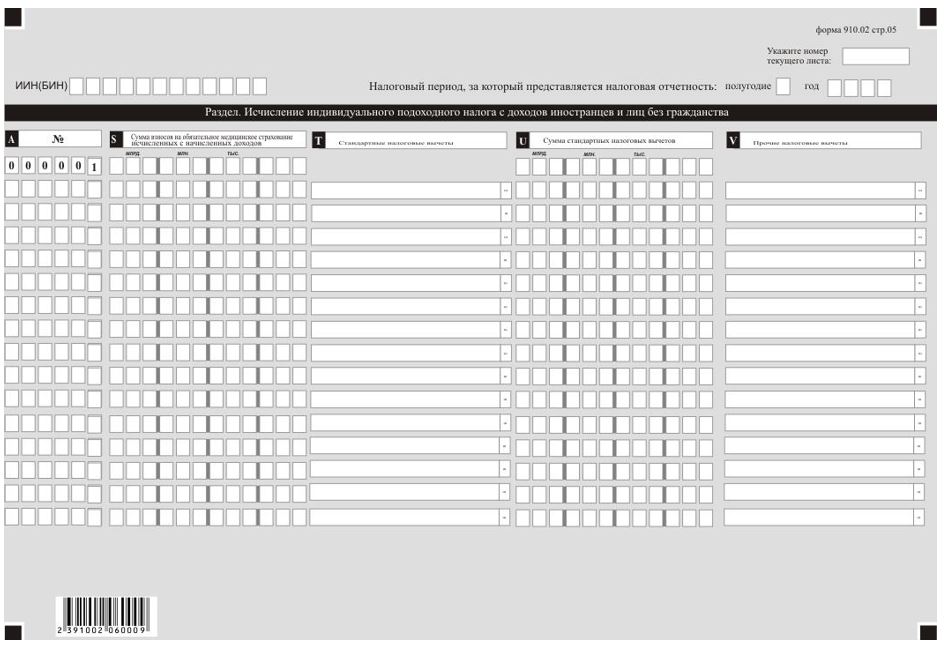 форма 910.02 стр.05
Укажите номер
текущего листа:
ИИН(БИН)
Налоговый период, за который представляется налоговая отчетность: полугодие год
Раздел. Исчисление индивидуального подоходного налога с доходов иностранцев и лиц без гражданства
A № S Сумма взносов на обязательное медицинское страхование T Стандартные налоговые вычеты U Сумма стандартных налоговых вычетов V Прочие налоговые вычеты
исчисленных с начисленных доходов
МЛРД. МЛН. ТЫС. МЛРД. МЛН. ТЫС.
0 0 0 0 0 1
2 391002 060009